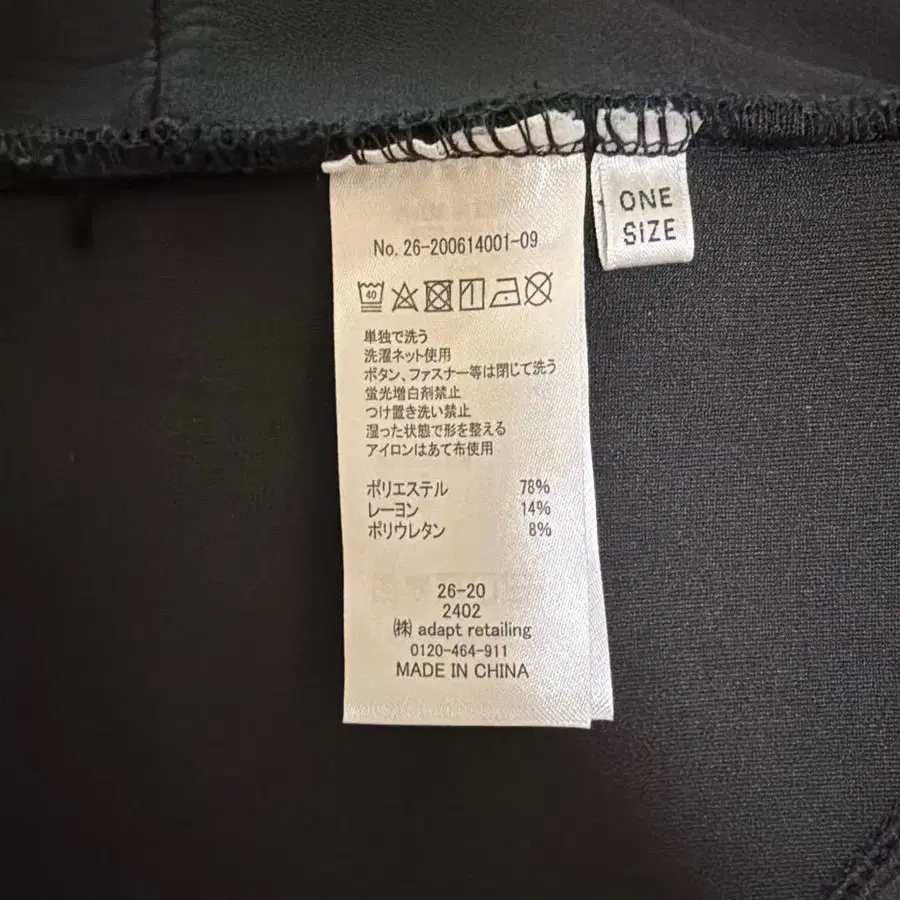 No. 26-200614001-09
40
単独で洗う
洗濯ネット使用
ボタン、ファスナー等は閉じて洗う
蛍光増白剤禁止
つけ置き洗い禁止
湿った状態で形を整える
アイロンはあて布使用
ポリエステル 78%
レーヨン 14%
ポリウレタン 8%
26-20
2402
㈱ adapt retailing
0120-464-911
MADE IN CHINA
ONE
SIZE